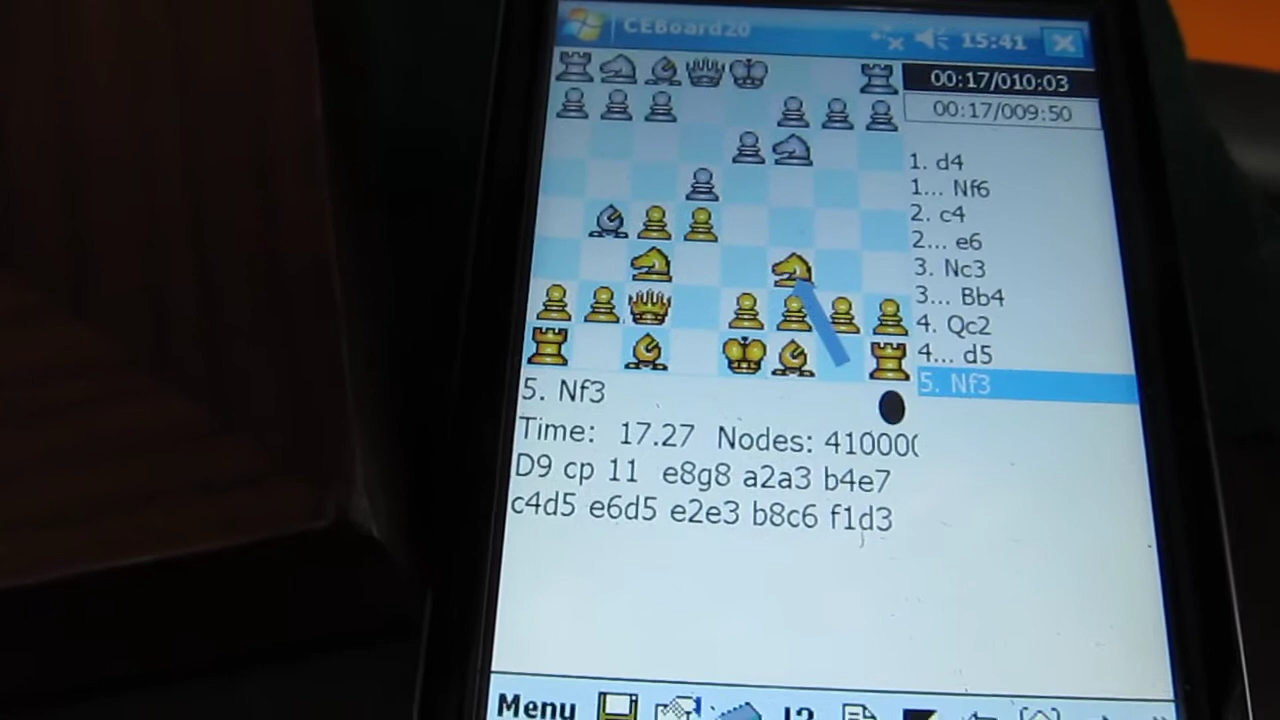 CEBoard20 15:41
00:17/010:03
00:17/009:50
1. d4
1... Nf6
2. c4
2... e6
3. Nc3
3... Bb4
4. Qc2
4... d5
5. Nf3
5. Nf3
Time: 17.27 Nodes: 41000
D9 cp 11 e8g8 a2a3 b4e7
c4d5 e6d5 e2e3 b8c6 f1d3
Menu